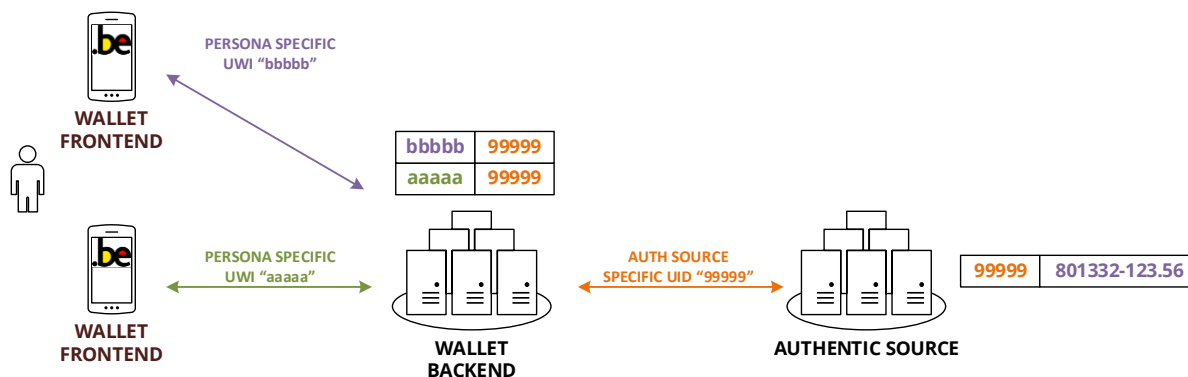 .be
PERSONA SPECIFIC
UWI “bbbbb”
WALLET
FRONTEND
bbbbb 99999
aaaaa 99999
.be
PERSONA SPECIFIC
UWI “aaaaa”
AUTH SOURCE
SPECIFIC UID “99999”
99999 801332-123.56
WALLET
FRONTEND
WALLET
BACKEND
AUTHENTIC SOURCE